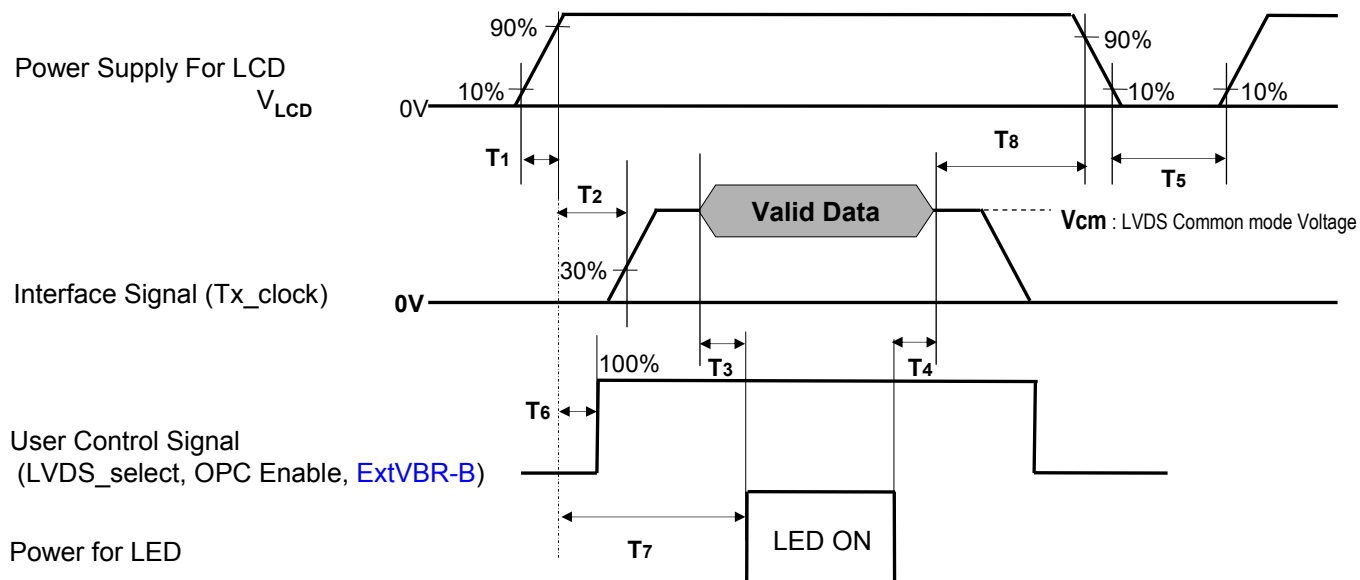 90%
90%
Power Supply For LCD
VLCD
10%
10%
10%
0V
T1
T8
T2
T5
Valid Data
Vcm : LVDS Common mode Voltage
30%
Interface Signal (Tx_clock)
0V
T3
T4
100%
T6
User Control Signal
(LVDS_select, OPC Enable, ExtVBR-B)
T7
LED ON
Power for LED